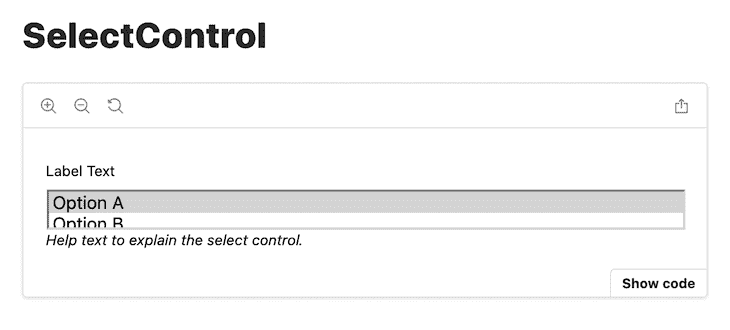 SelectControl
Label Text
Option A
Option B
Help text to explain the select control.
Show code